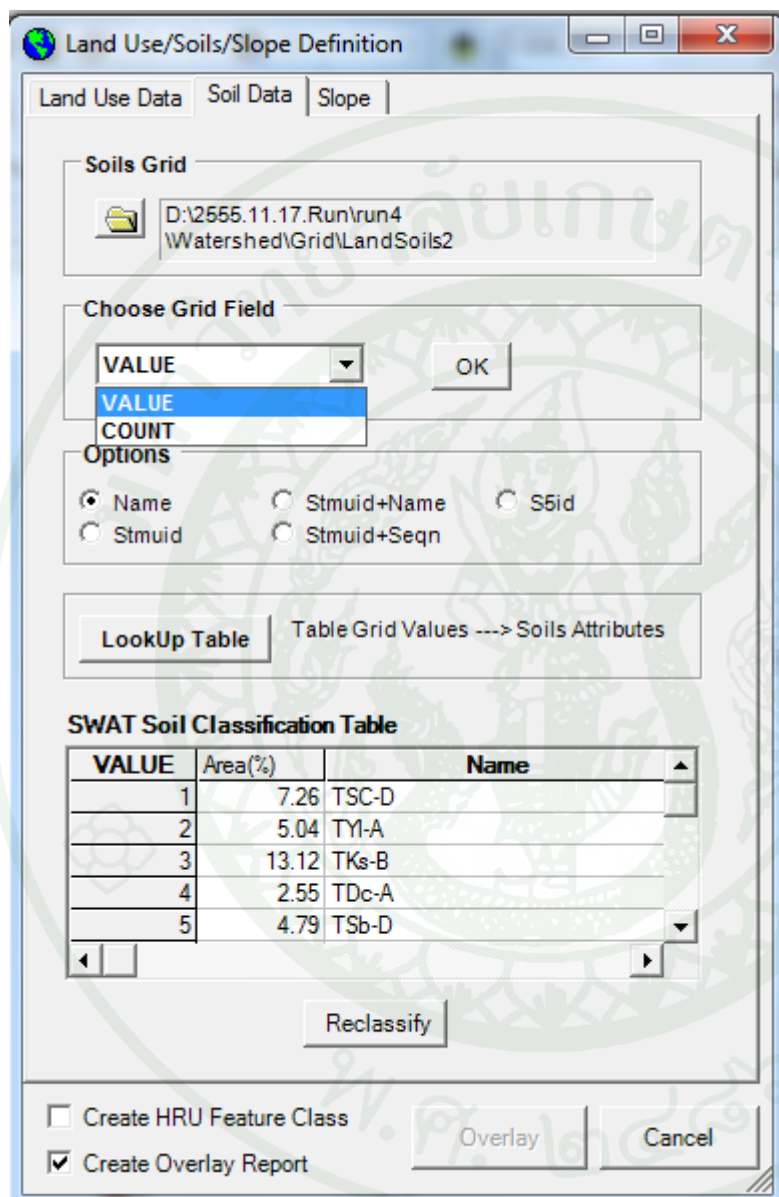 Land Use/Soils/Slope Definition
Land Use Data Soil Data Slope
Soils Grid
D:\2555.11.17.Run\run4
\Watershed\Grid\LandSoils2
Choose Grid Field
VALUE OK
VALUE
COUNT
Options
Name Stmuid+Name S5id
Stmuid Stmuid+Seqn
LookUp Table Table Grid Values ---> Soils Attributes
SWAT Soil Classification Table
VALUE Area(%) Name
1 7.26 TSC-D
2 5.04 TYl-A
3 13.12 TKs-B
4 2.55 TDc-A
5 4.79 TSb-D
Reclassify
Create HRU Feature Class
Create Overlay Report
Overlay Cancel